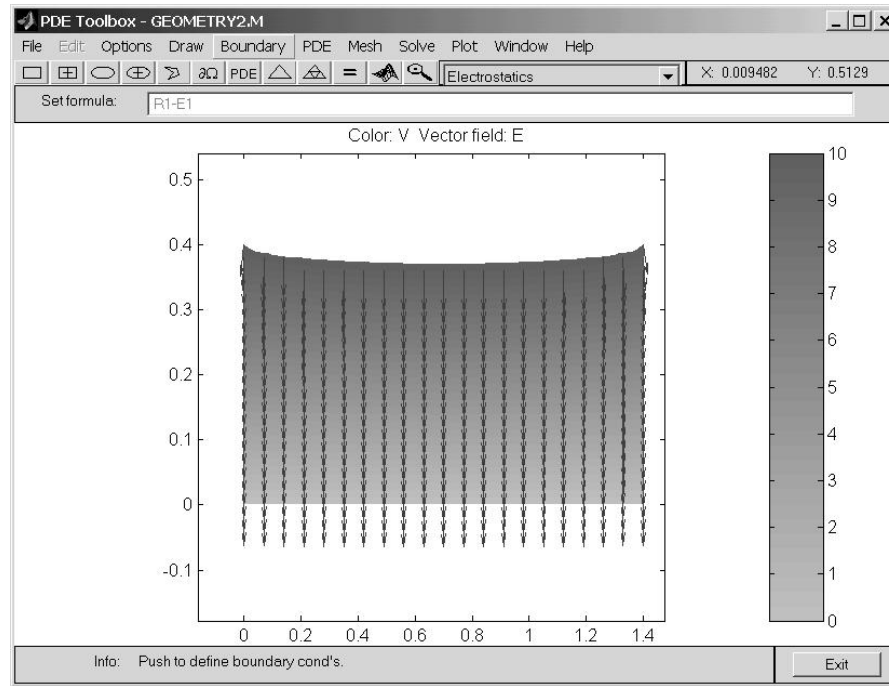 PDE Toolbox - GEOMETRY2.M
File Edit Options Draw Boundary PDE Mesh Solve Plot Window Help
∂Ω PDE = Electrostatics X: 0.009482 Y: 0.5129
Set formula: R1-E1
Color: V Vector field: E
0.5
0.4
0.3
0.2
0.1
0
-0.1
0 0.2 0.4 0.6 0.8 1 1.2 1.4
10
9
8
7
6
5
4
3
2
1
0
Info: Push to define boundary cond's.
Exit